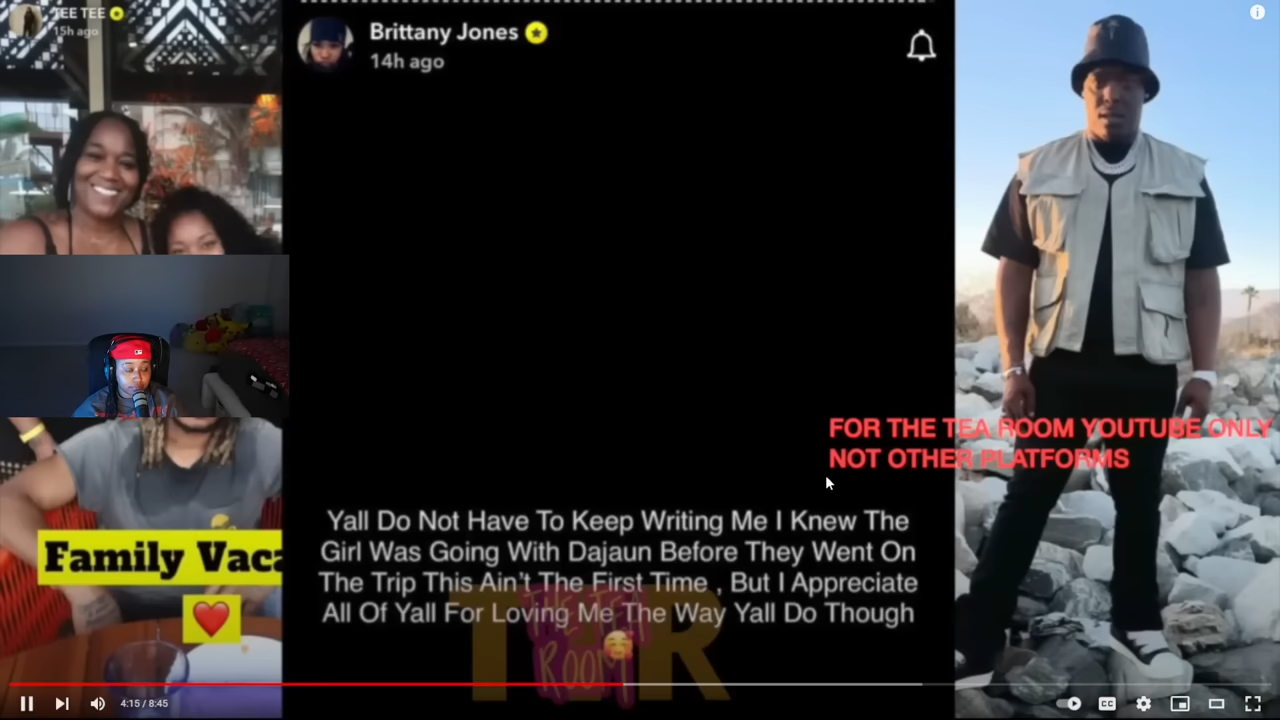 TEE TEE
15h ago
Brittany Jones
14h ago
FOR THE TEA ROOM YOUTUBE ONLY
NOT OTHER PLATFORMS
Yall Do Not Have To Keep Writing Me I Knew The
Girl Was Going With Dajaun Before They Went On
The Trip This Ain't The First Time , But I Appreciate
All Of Yall For Loving Me The Way Yall Do Though
🥰
Family Vaca
❤️
THE TEA
ROOM
T R
4:15 / 8:45
CC